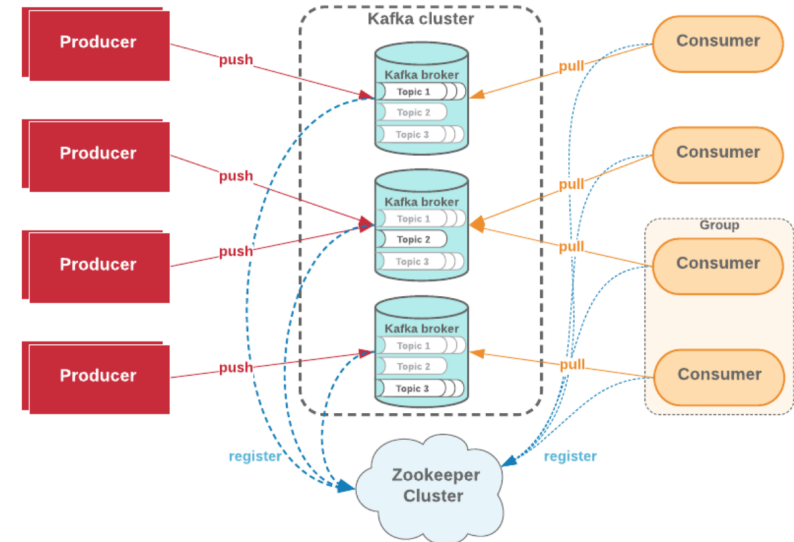 Kafka cluster
Producer
push
Kafka broker
Topic 1
Topic 2
Topic 3
pull
Consumer
Producer
push
Kafka broker
Topic 1
Topic 2
Topic 3
pull
Consumer
Producer
push
pull
Group
Consumer
Producer
push
Kafka broker
Topic 1
Topic 2
Topic 3
pull
Consumer
register
Zookeeper
Cluster
register